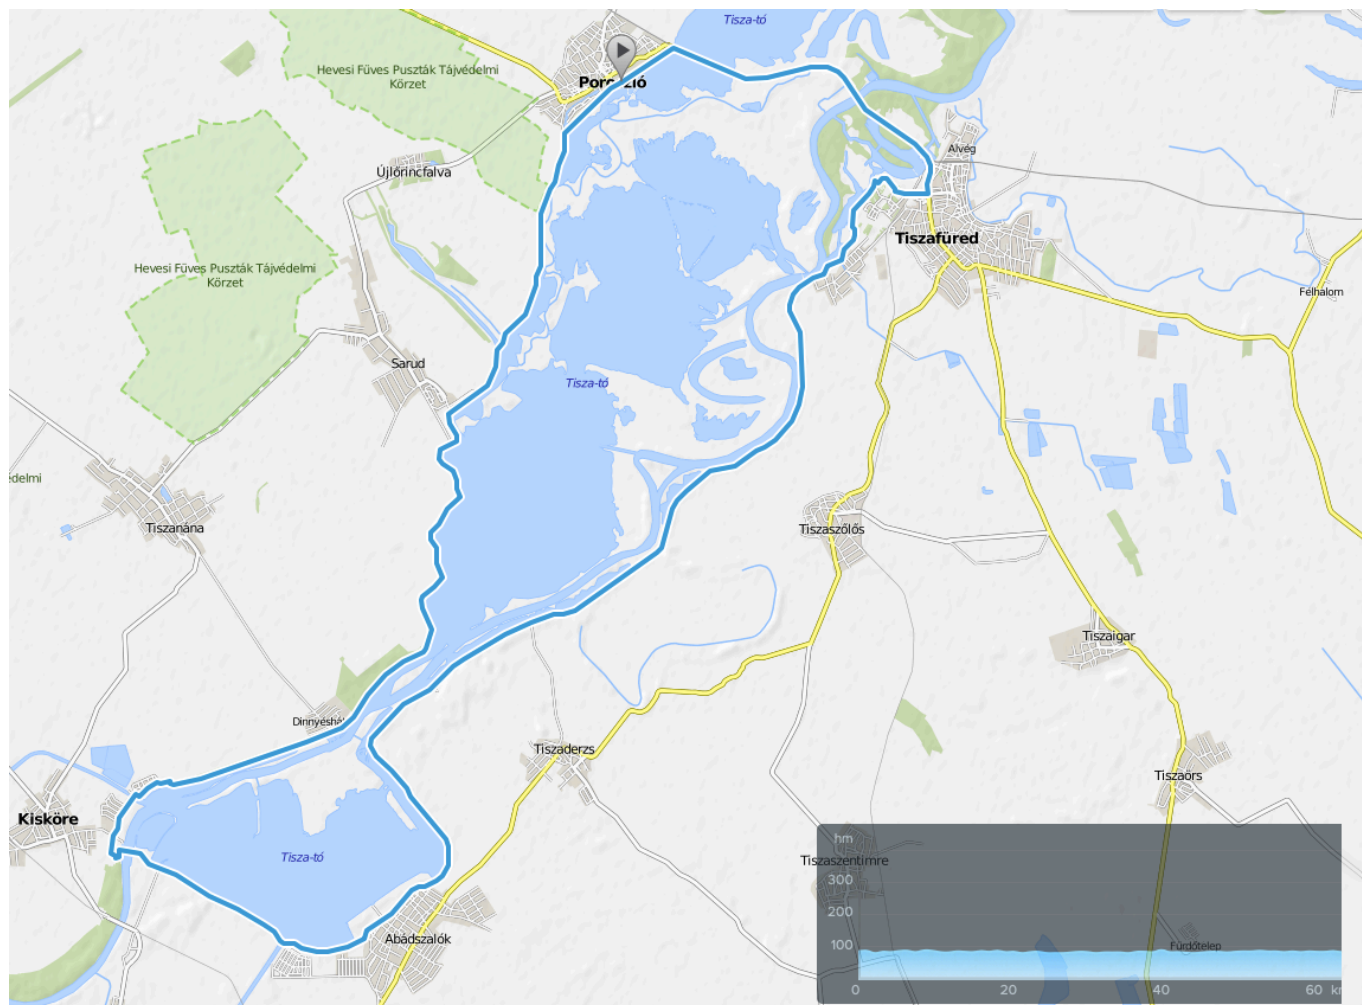 Tisza-tó
Hevesi Füves Puszták Tájvédelmi
Körzet
Alvég
Újlőrincfalva
Tiszafüred
Hevesi Füves Puszták Tájvédelmi
Körzet
Félhalom
Sarud
Tisza-tó
édelmi
Tiszanána
Tiszaszőlős
Tiszaigar
Tiszaderzs
Tiszaörs
Kisköre
Tisza-tó
Abádszalók
Tiszaszentimre
Fürdőtelep
hm
300
200
100
0
20
40
60